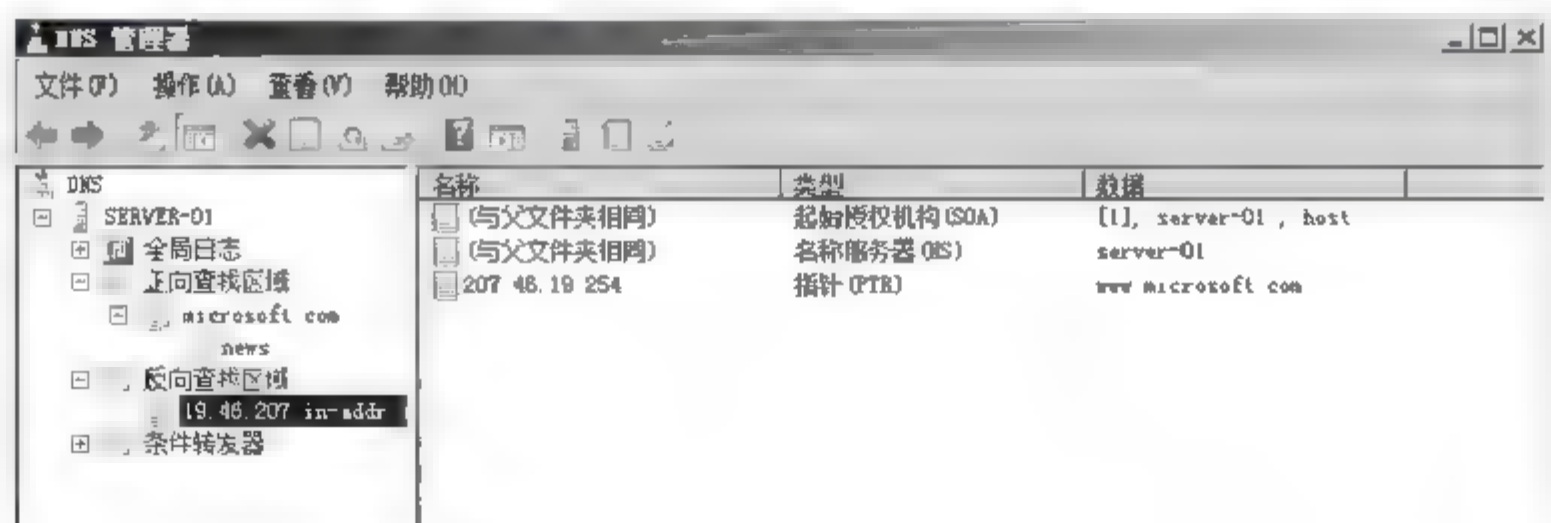 DNS 管理器
文件(F) 操作(A) 查看(V) 帮助(H)
DNS
SERVER-01
全局日志
正向查找区域
microsoft com
news
反向查找区域
19.46.207 in-addr
条件转发器
名称 类型 数据
(与父文件夹相同) 起始授权机构(SOA) [1], server-01 , host
(与父文件夹相同) 名称服务器(NS) server-01
207 46.19 254 指针(PTR) www microsoft com